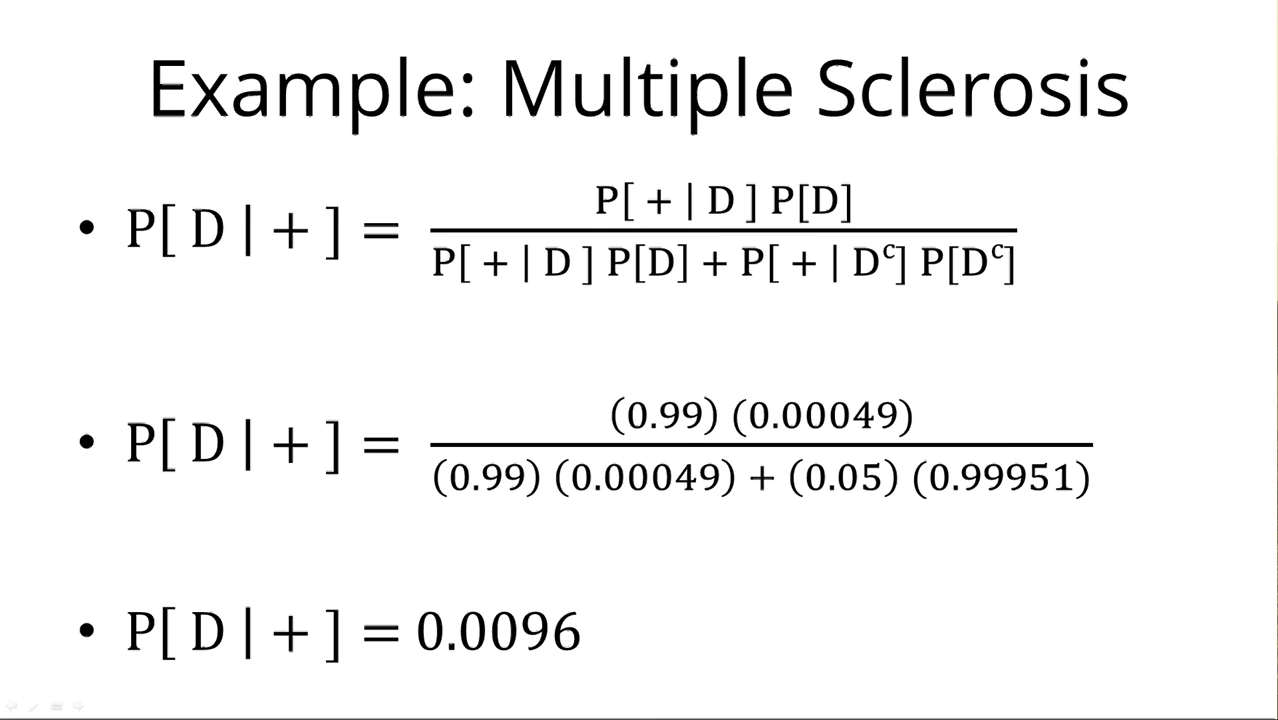 Example: Multiple Sclerosis
• P[ D | + ] = P[ + | D ] P[D] / P[ + | D ] P[D] + P[ + | Dᶜ] P[Dᶜ]
• P[ D | + ] = (0.99) (0.00049) / (0.99) (0.00049) + (0.05) (0.99951)
• P[ D | + ] = 0.0096